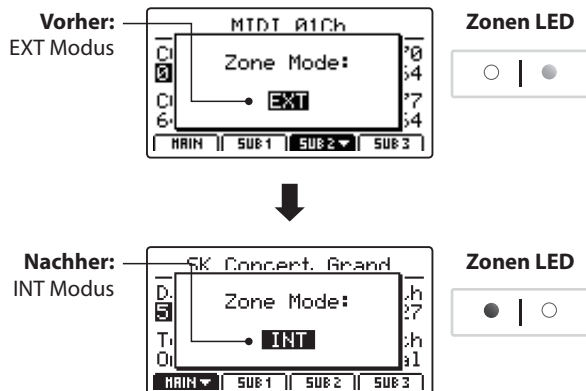 Vorher:
EXT Modus
MIDI 01Ch
Zone Mode:
EXT
MAIN SUB1 SUB2 SUB3
Zonen LED
Nachher:
INT Modus
SK Concert Grand
Zone Mode:
INT
MAIN SUB1 SUB2 SUB3
Zonen LED